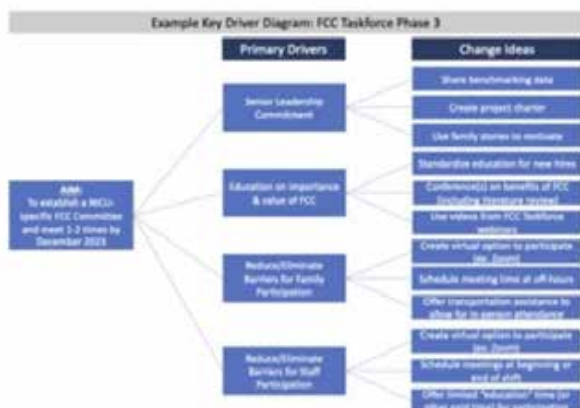 Example Key Driver Diagram: FCC Taskforce Phase 3
Primary Drivers
Change Ideas
AIM:
To establish a NICU-
specific FCC Committee
and meet 1-2 times by
December 2023
Senior Leadership
Commitment
Share benchmarking data
Create project charter
Use family stories to motivate
Education on importance
& value of FCC
Standardize education for new hires
Conference(s) on benefits of FCC
(including literature review)
Use videos from FCC Taskforce
webinars
Reduce/Eliminate
Barriers for Family
Participation
Create virtual option to participate
(ex. Zoom)
Schedule meeting time at off-hours
Offer transportation assistance to
allow for in-person attendance
Reduce/Eliminate
Barriers for Staff
Participation
Create virtual option to participate
(ex. Zoom)
Schedule meetings at beginning or
end of shift
Offer limited "education" time (or
other paid time) for participation